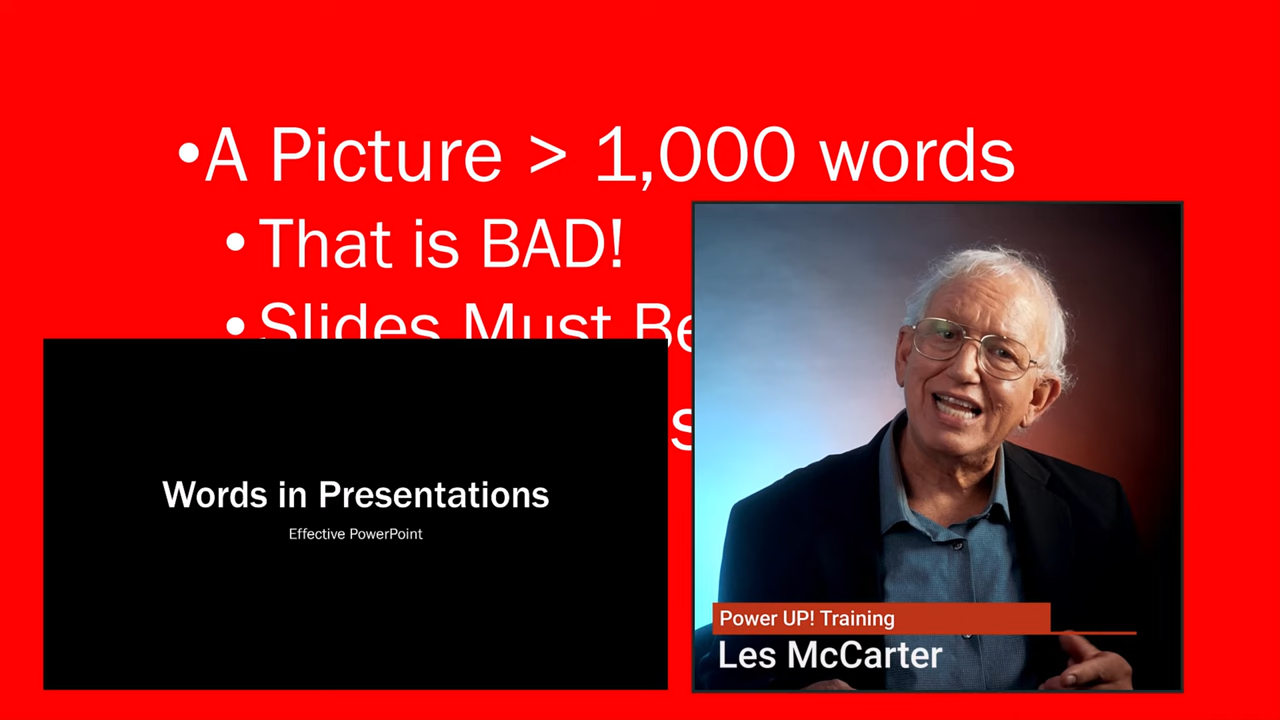 •A Picture > 1,000 words
• That is BAD!
• Slides Must Be
Words in Presentations
Effective PowerPoint
Power UP! Training
Les McCarter